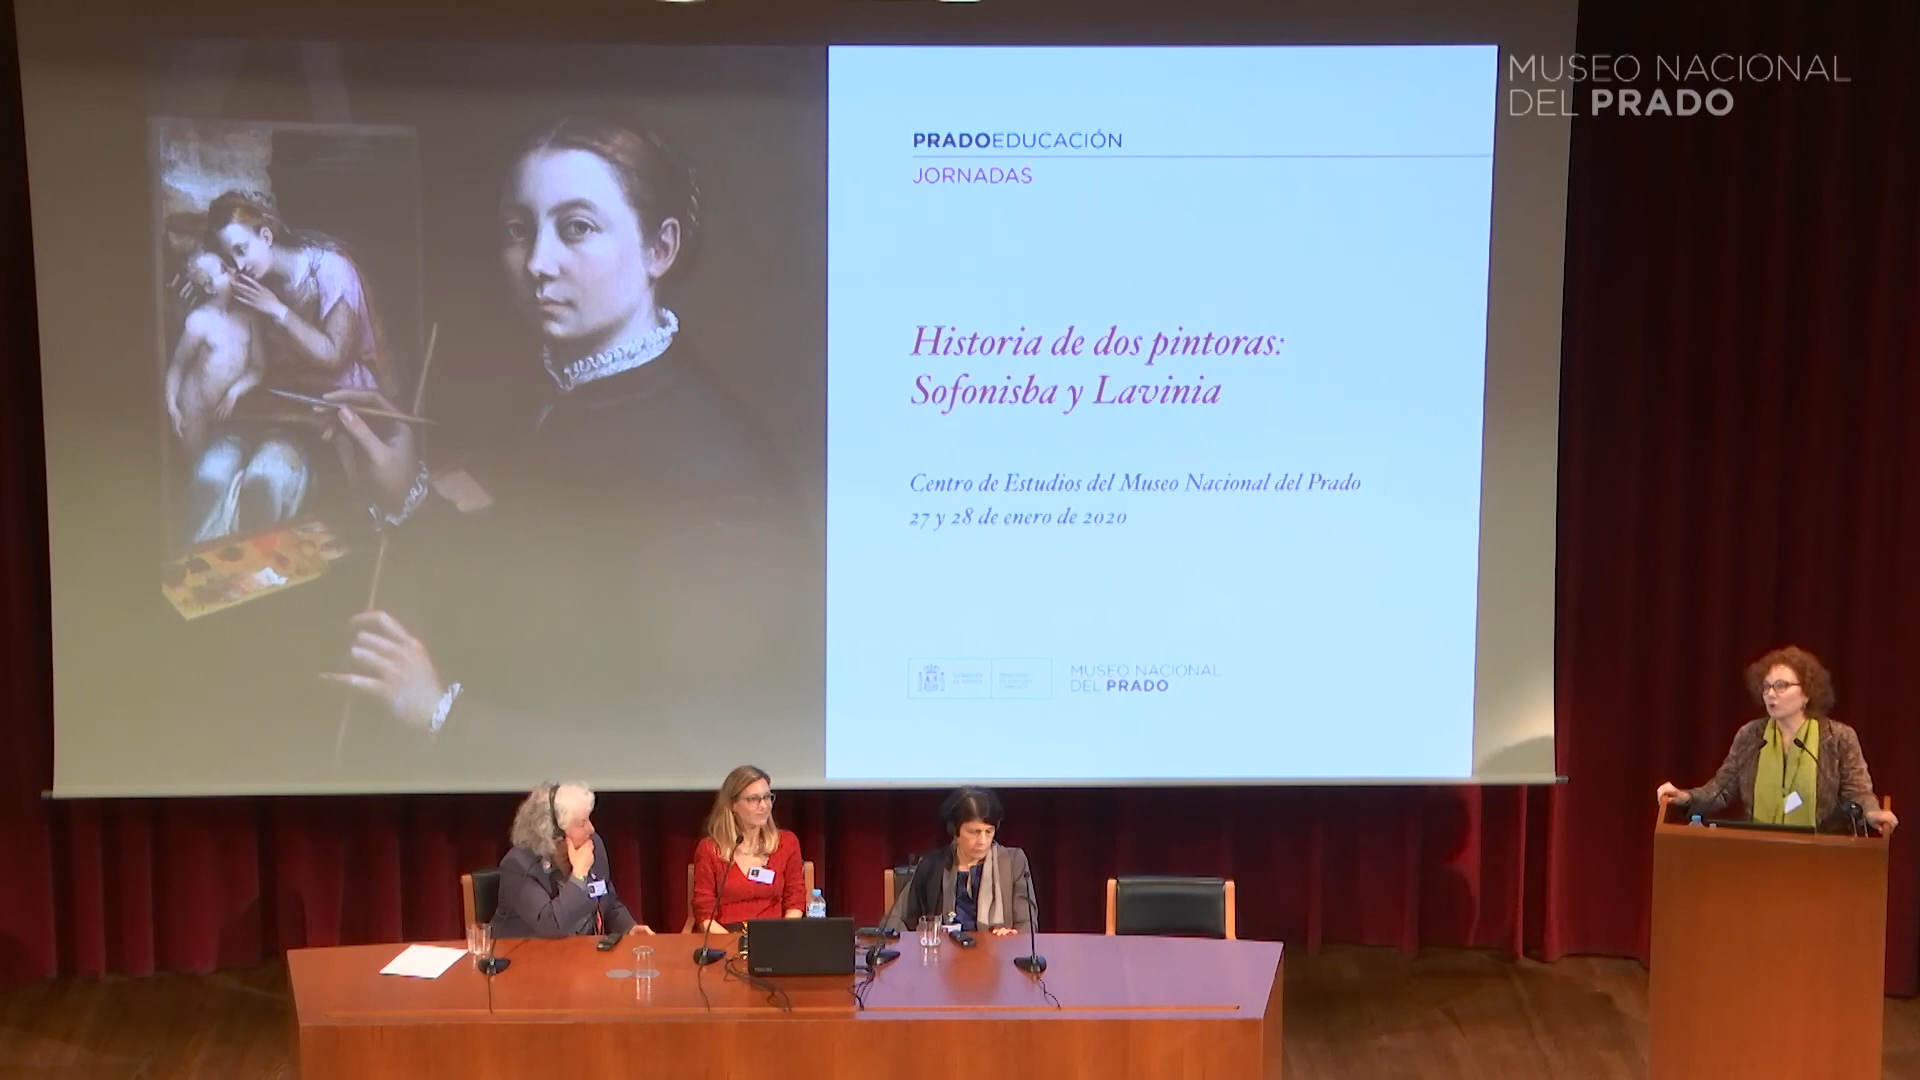 MUSEO NACIONAL
DEL PRADO
PRADOEDUCACIÓN
JORNADAS
Historia de dos pintoras:
Sofonisba y Lavinia
Centro de Estudios del Museo Nacional del Prado
27 y 28 de enero de 2020
MUSEO NACIONAL
DEL PRADO